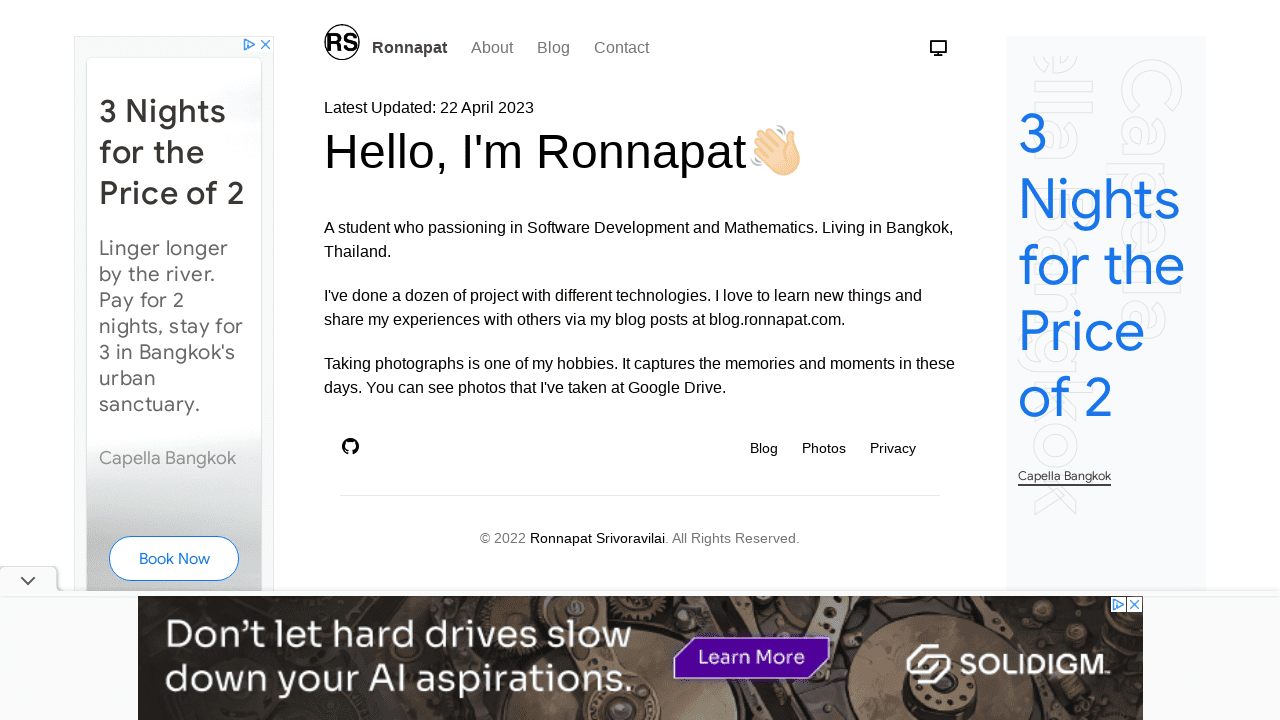 RS
Ronnapat About Blog Contact
Latest Updated: 22 April 2023
Hello, I'm Ronnapat👋🏼
A student who passioning in Software Development and Mathematics. Living in Bangkok,
Thailand.
I've done a dozen of project with different technologies. I love to learn new things and
share my experiences with others via my blog posts at blog.ronnapat.com.
Taking photographs is one of my hobbies. It captures the memories and moments in these
days. You can see photos that I've taken at Google Drive.
Blog Photos Privacy
© 2022 Ronnapat Srivoravilai. All Rights Reserved.
3 Nights
for the
Price of 2
Linger longer
by the river.
Pay for 2
nights, stay for
3 in Bangkok's
urban
sanctuary.
Capella Bangkok
Book Now
Capella
ella Bangkok
3
Nights
for the
Price
of 2
Capella Bangkok
Don't let hard drives slow
down your AI aspirations.
Learn More
SOLIDIGM